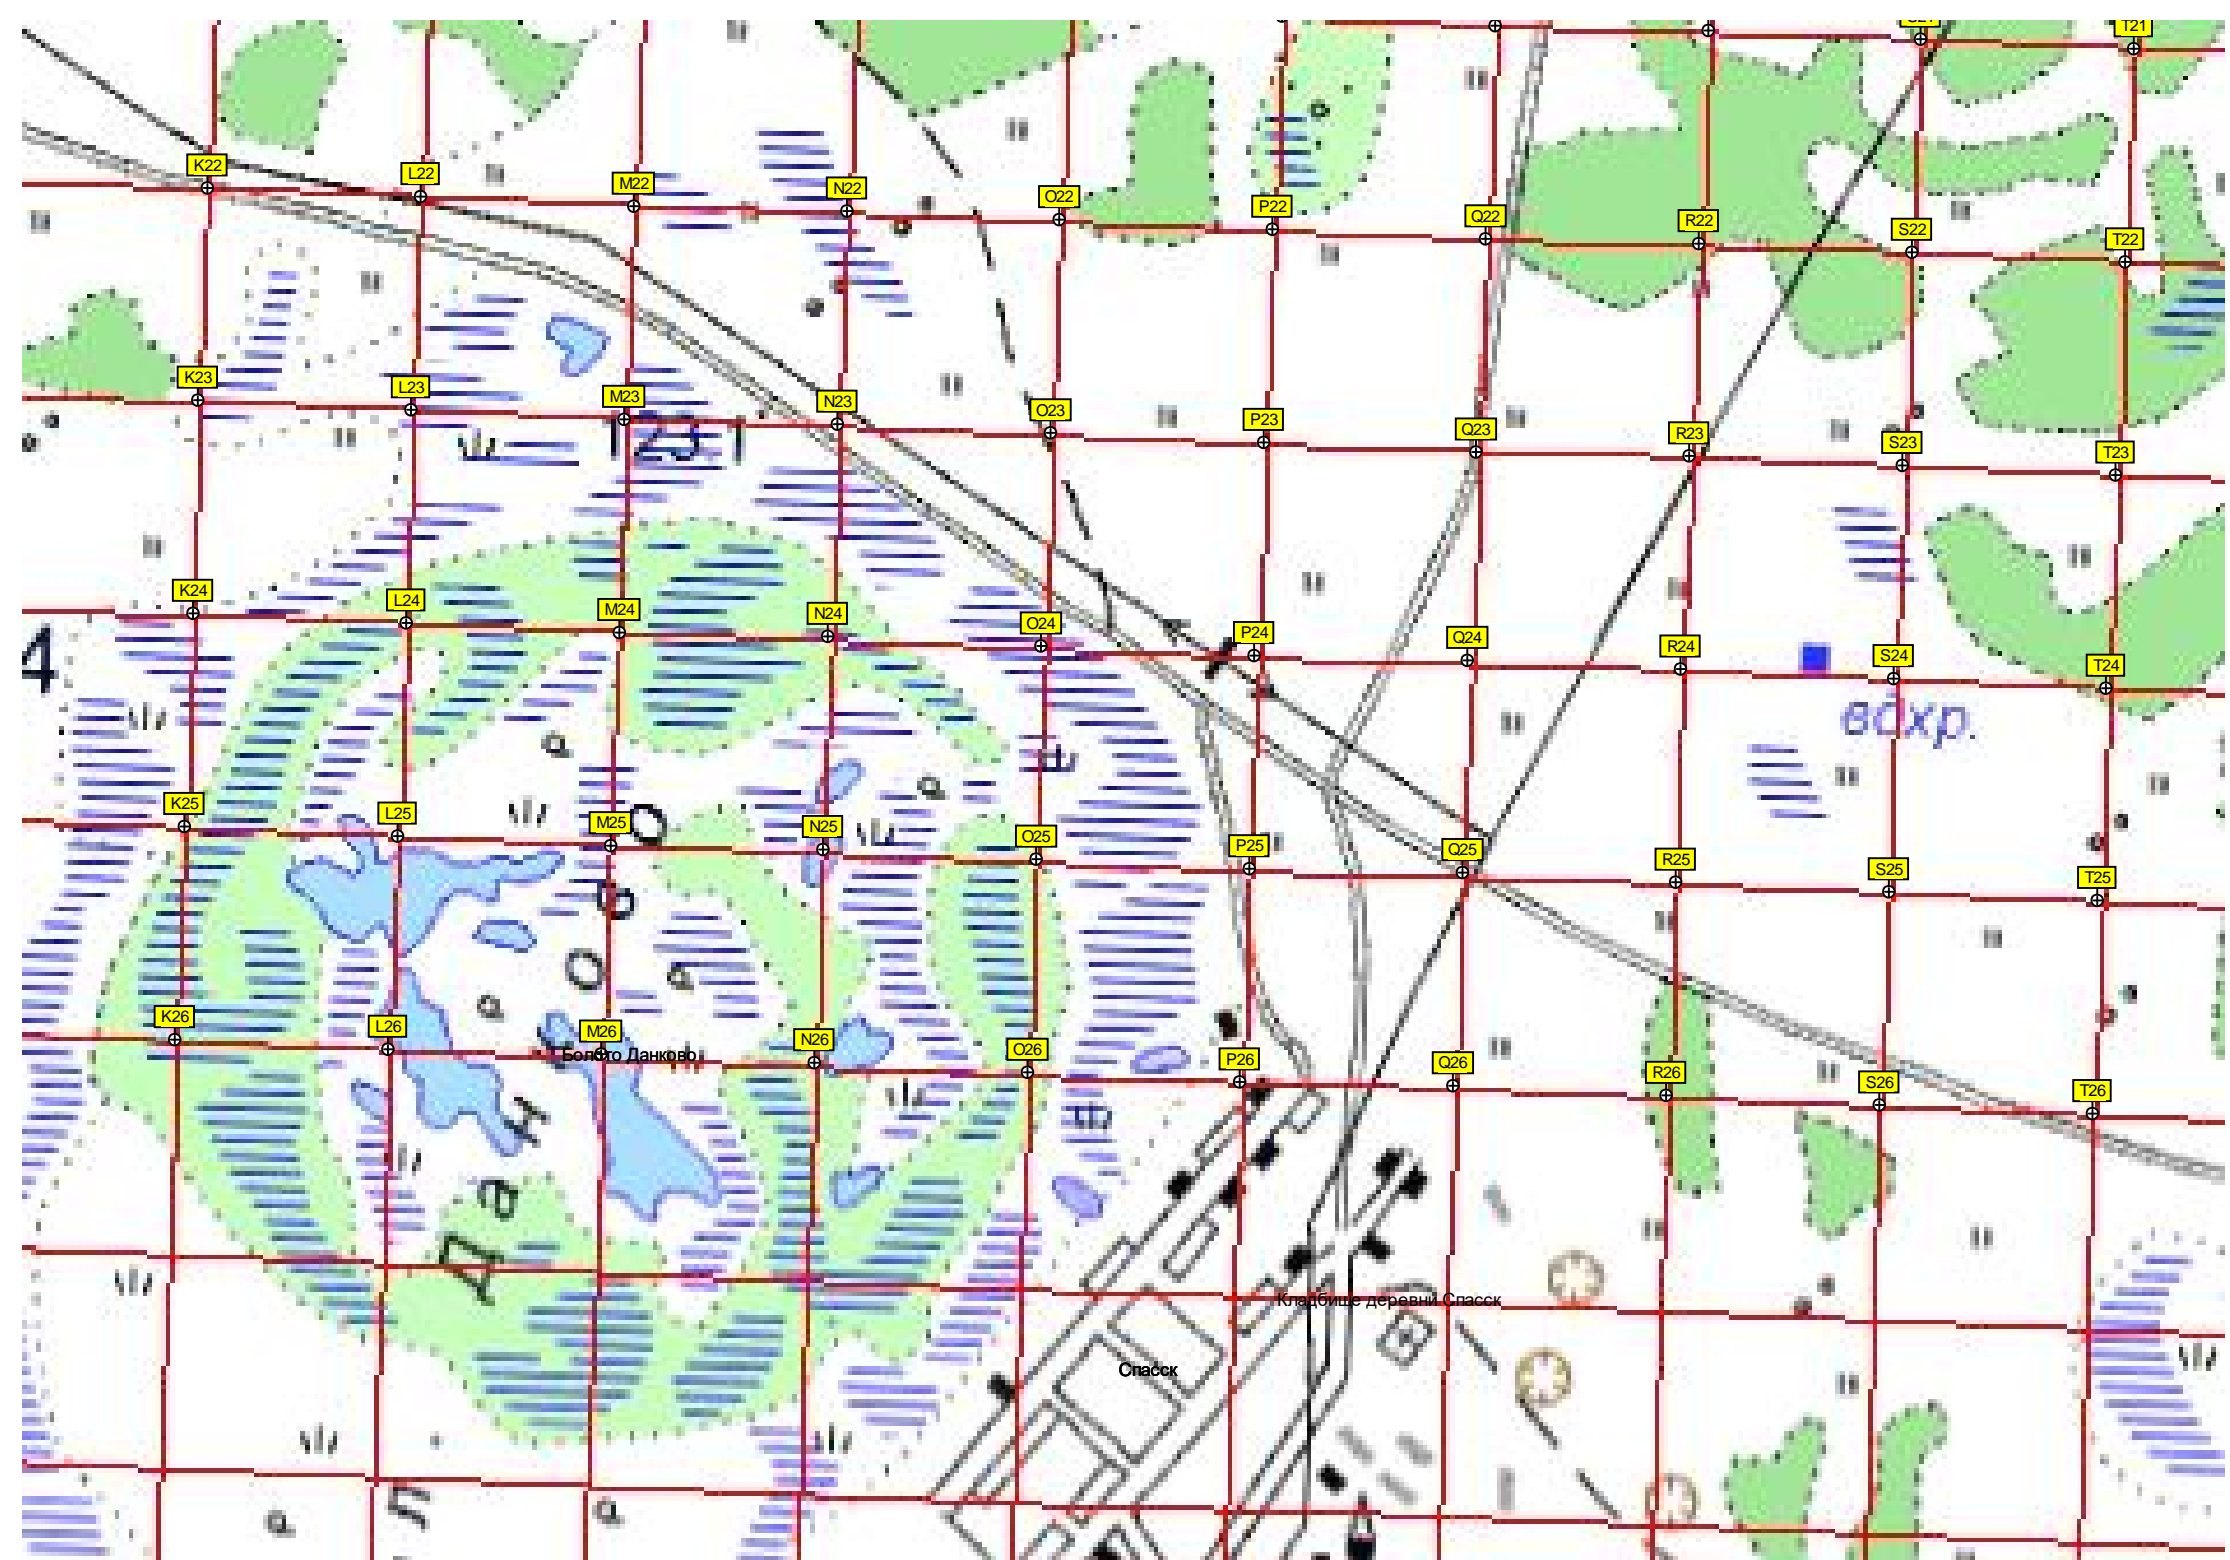 T21
K22 L22 M22 N22 O22 P22 Q22 R22 S22 T22
K23 L23 M23 N23 O23 P23 Q23 R23 S23 T23
123.1
K24 L24 M24 N24 O24 P24 Q24 R24 S24 T24
4
вдхр.
K25 L25 M25 N25 O25 P25 Q25 R25 S25 T25
K26 L26 M26 N26 O26 P26 Q26 R26 S26 T26
Болото Данково
Данково
Кладбище деревни Спасск
Спасск